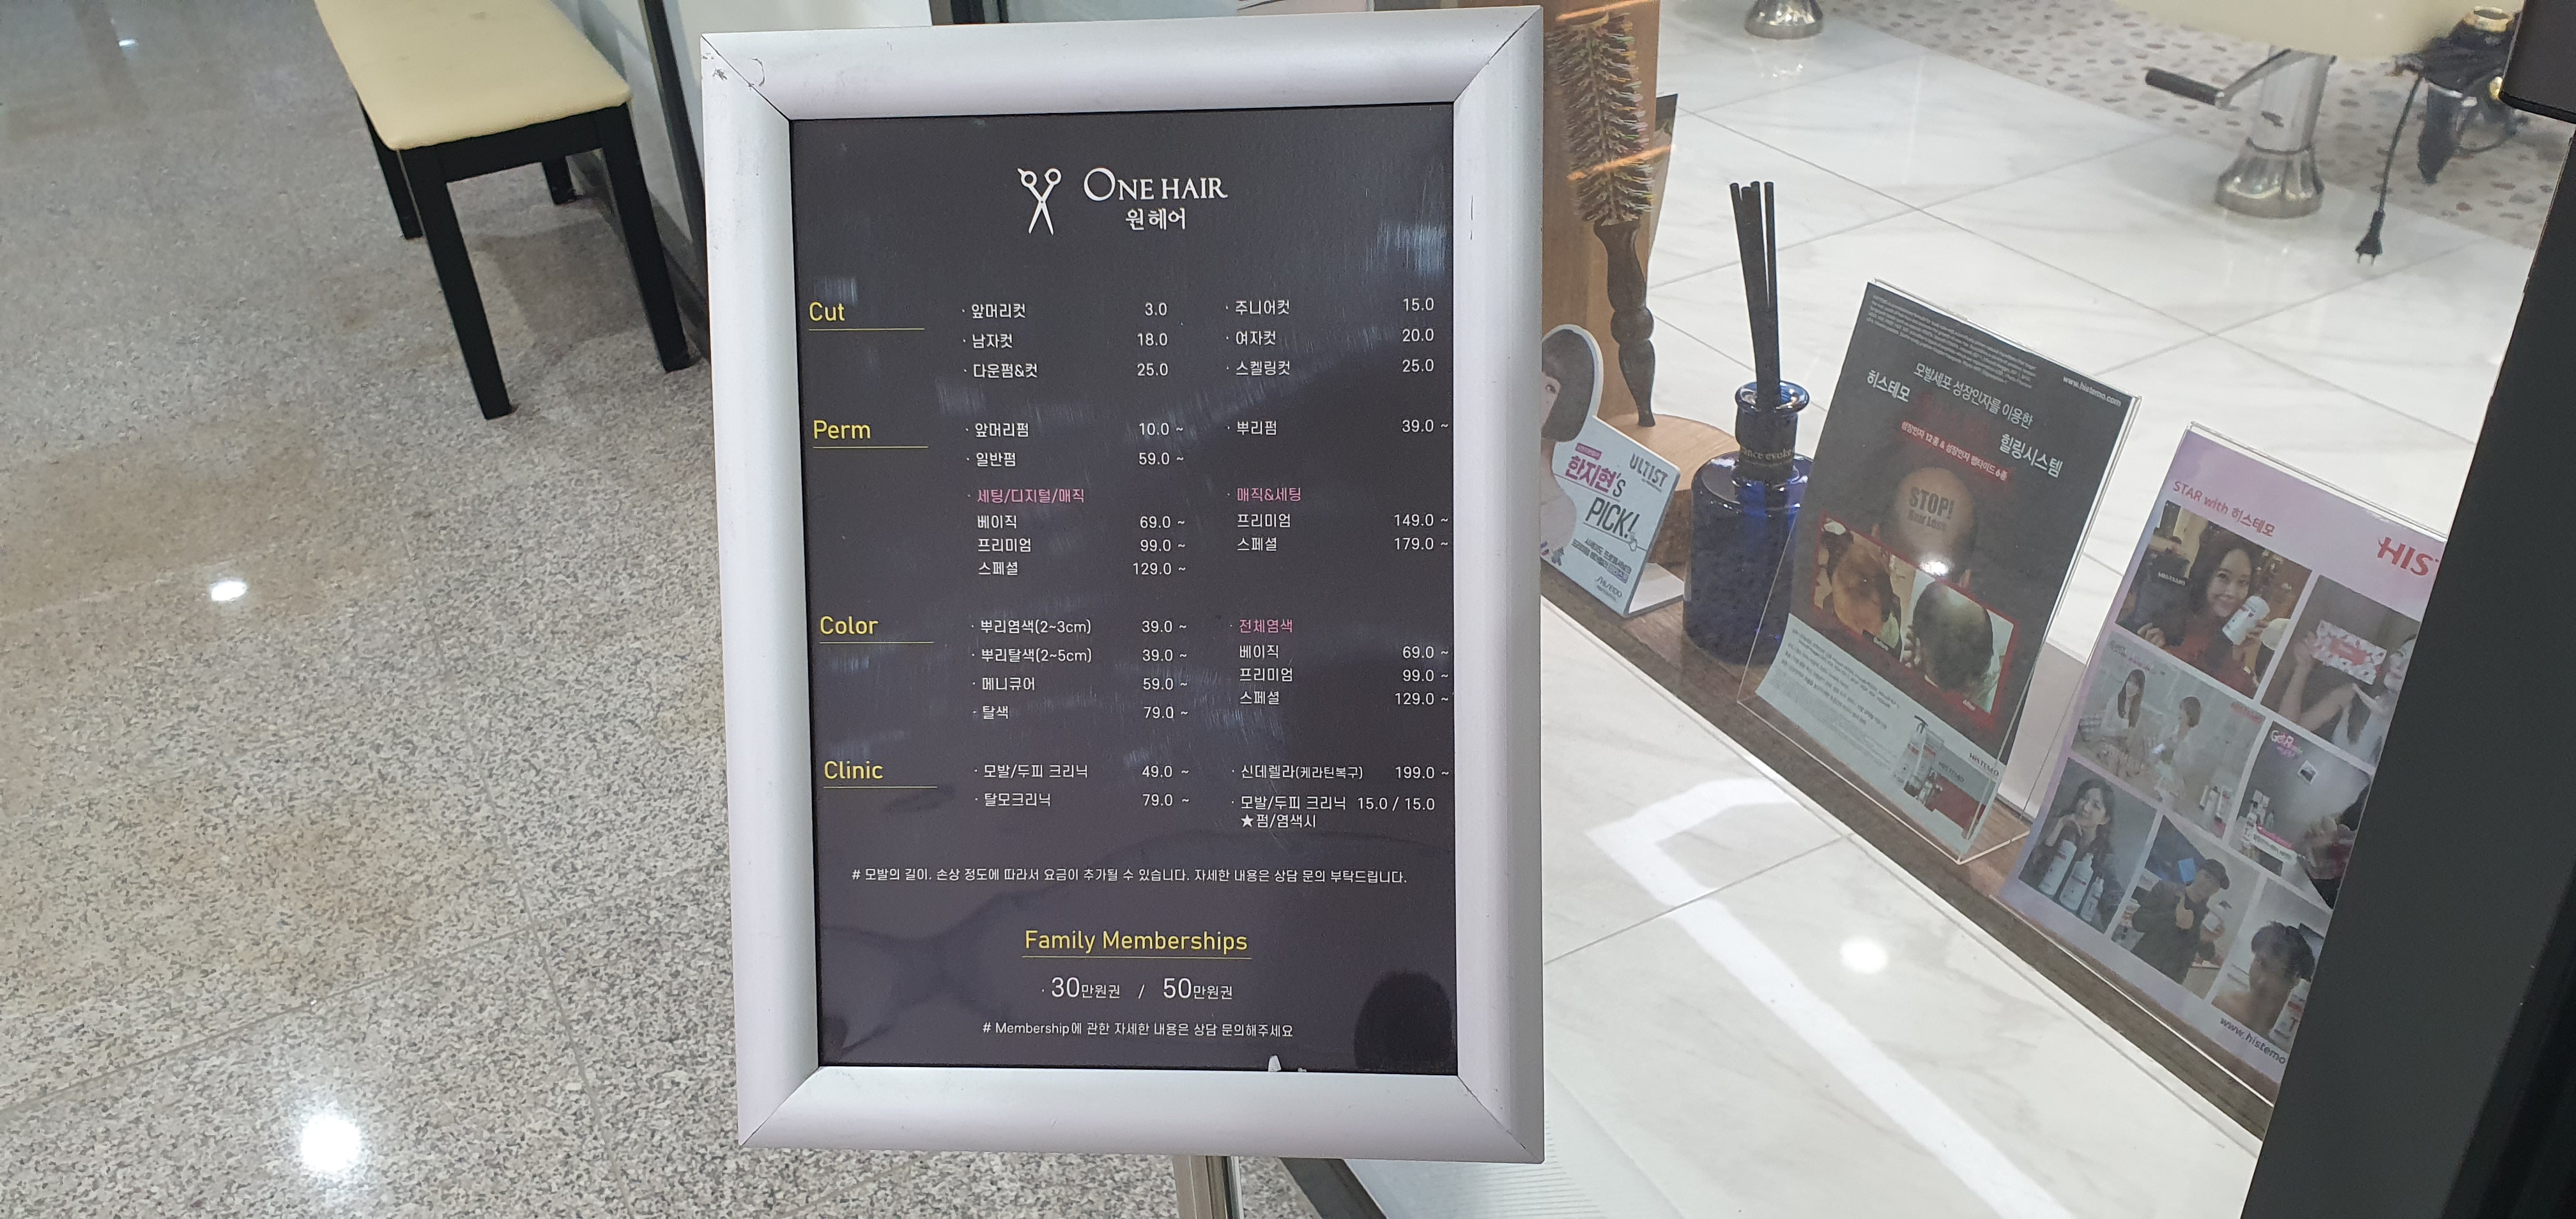 ONE HAIR
원헤어
Cut
· 앞머리컷 3.0 · 주니어컷 15.0
· 남자컷 18.0 · 여자컷 20.0
· 다운펌&컷 25.0 · 스켈링컷 25.0
Perm
· 앞머리펌 10.0 ~ · 뿌리펌 39.0 ~
· 일반펌 59.0 ~
· 세팅/디지털/매직 · 매직&세팅
베이직 69.0 ~ 프리미엄 149.0 ~
프리미엄 99.0 ~ 스페셜 179.0 ~
스페셜 129.0 ~
Color
· 뿌리염색(2~3cm) 39.0 ~ · 전체염색
· 뿌리탈색(2~5cm) 39.0 ~ 베이직 69.0 ~
· 메니큐어 59.0 ~ 프리미엄 99.0 ~
· 탈색 79.0 ~ 스페셜 129.0 ~
Clinic
· 모발/두피 크리닉 49.0 ~ · 신데렐라(케라틴복구) 199.0 ~
· 탈모크리닉 79.0 ~ · 모발/두피 크리닉 15.0 / 15.0
★펌/염색시
# 모발의 길이. 손상 정도에 따라서 요금이 추가될 수 있습니다. 자세한 내용은 상담 문의 부탁드립니다.
Family Memberships
· 30만원권 / 50만원권
# Membership에 관한 자세한 내용은 상담 문의해주세요
ULTIST
한지현's
PICK!
SHISEIDO
www.histemo.com
모발세포 성장인자를 이용한
히스테모
힐링시스템
STOP!
Hair Loss
HISTEMO
STAR with 히스테모
HIS
www.histemo